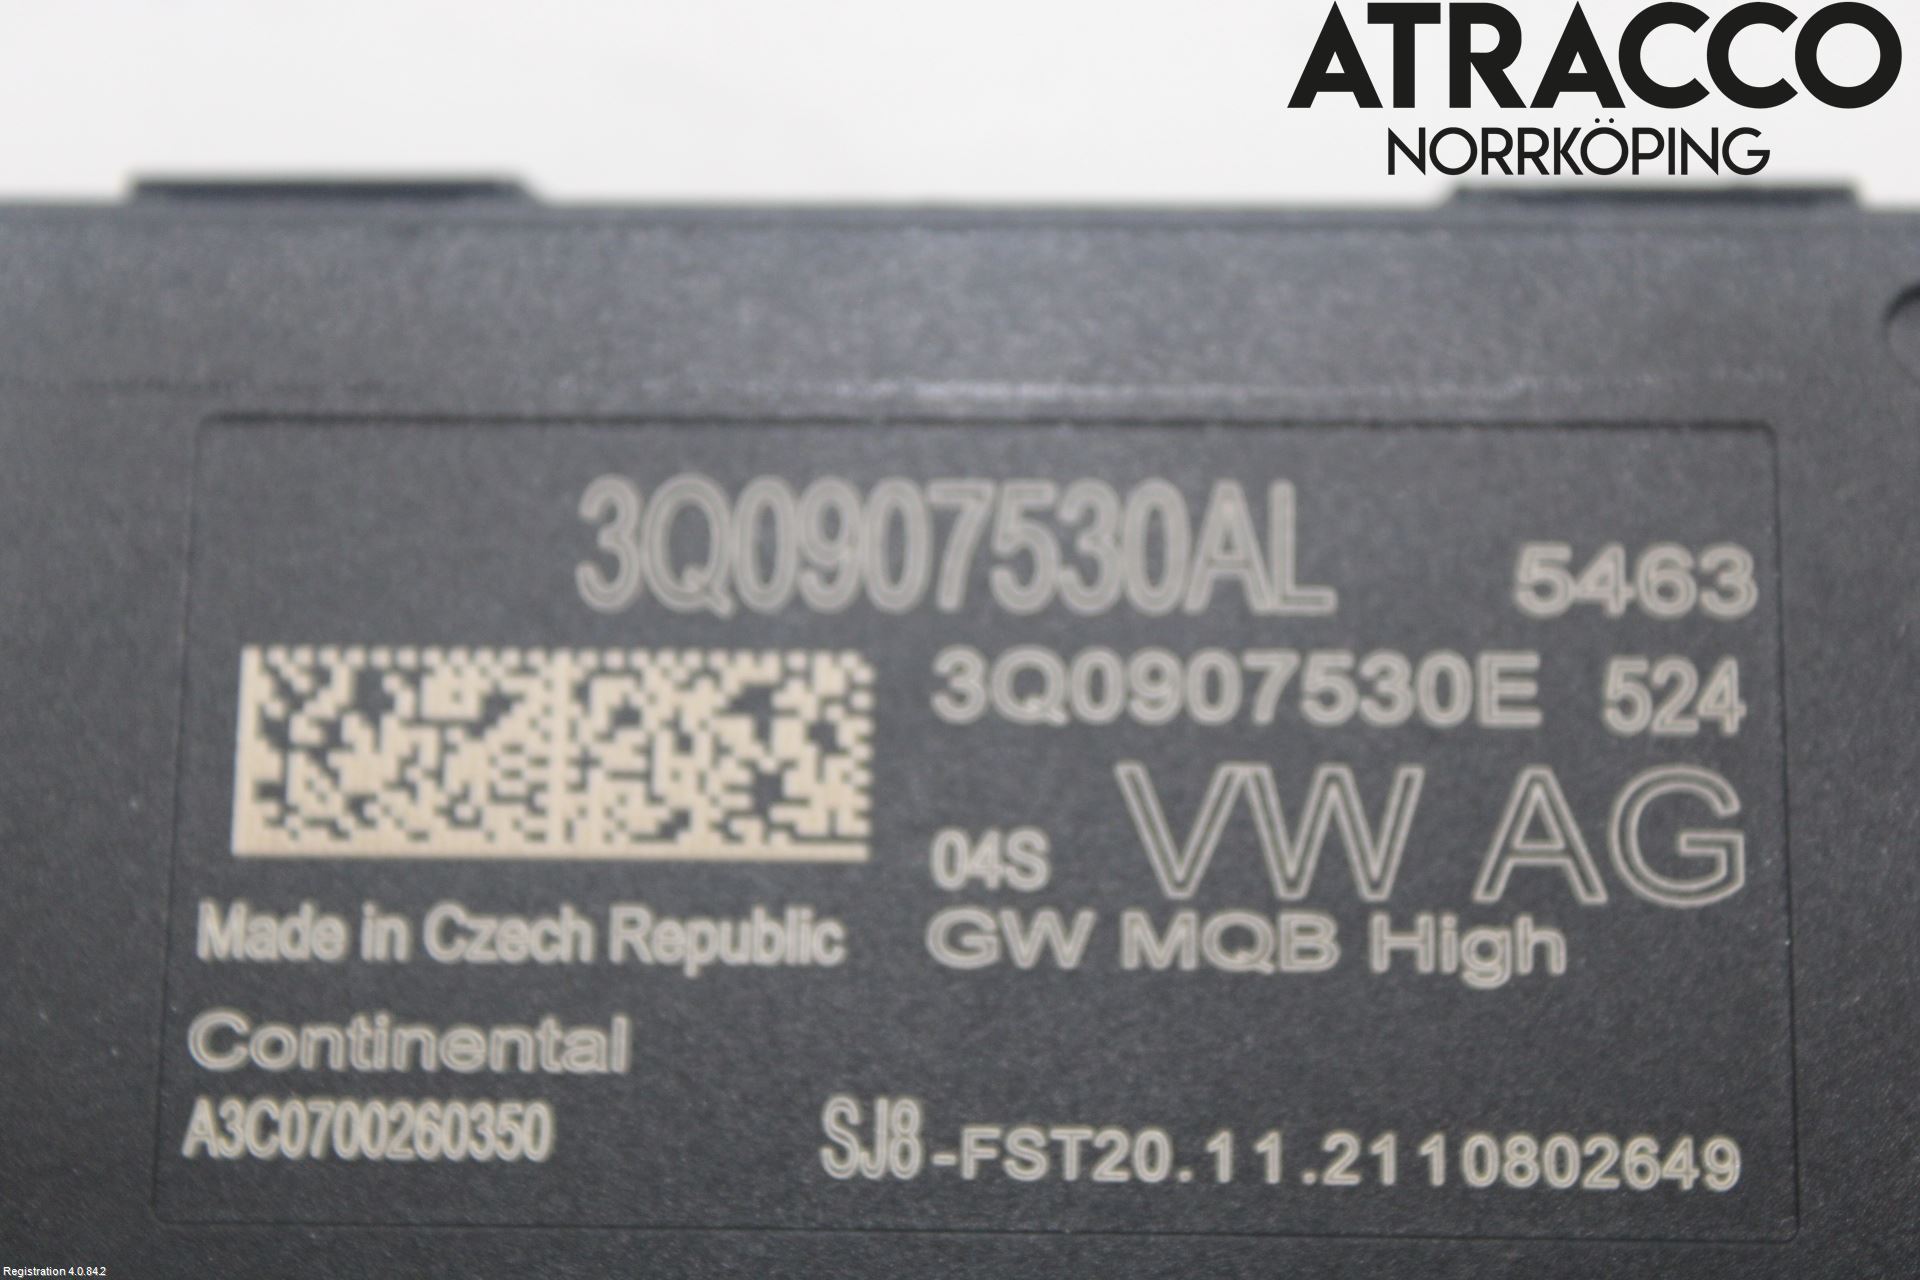 ATRACCO
NORRKÖPING
3Q0907530AL 5463
3Q0907530E 524
04S VW AG
Made in Czech Republic GW MQB High
Continental
A3C0700260350 SJ8-FST20.11.2110802649
Registration 4.0.84.2